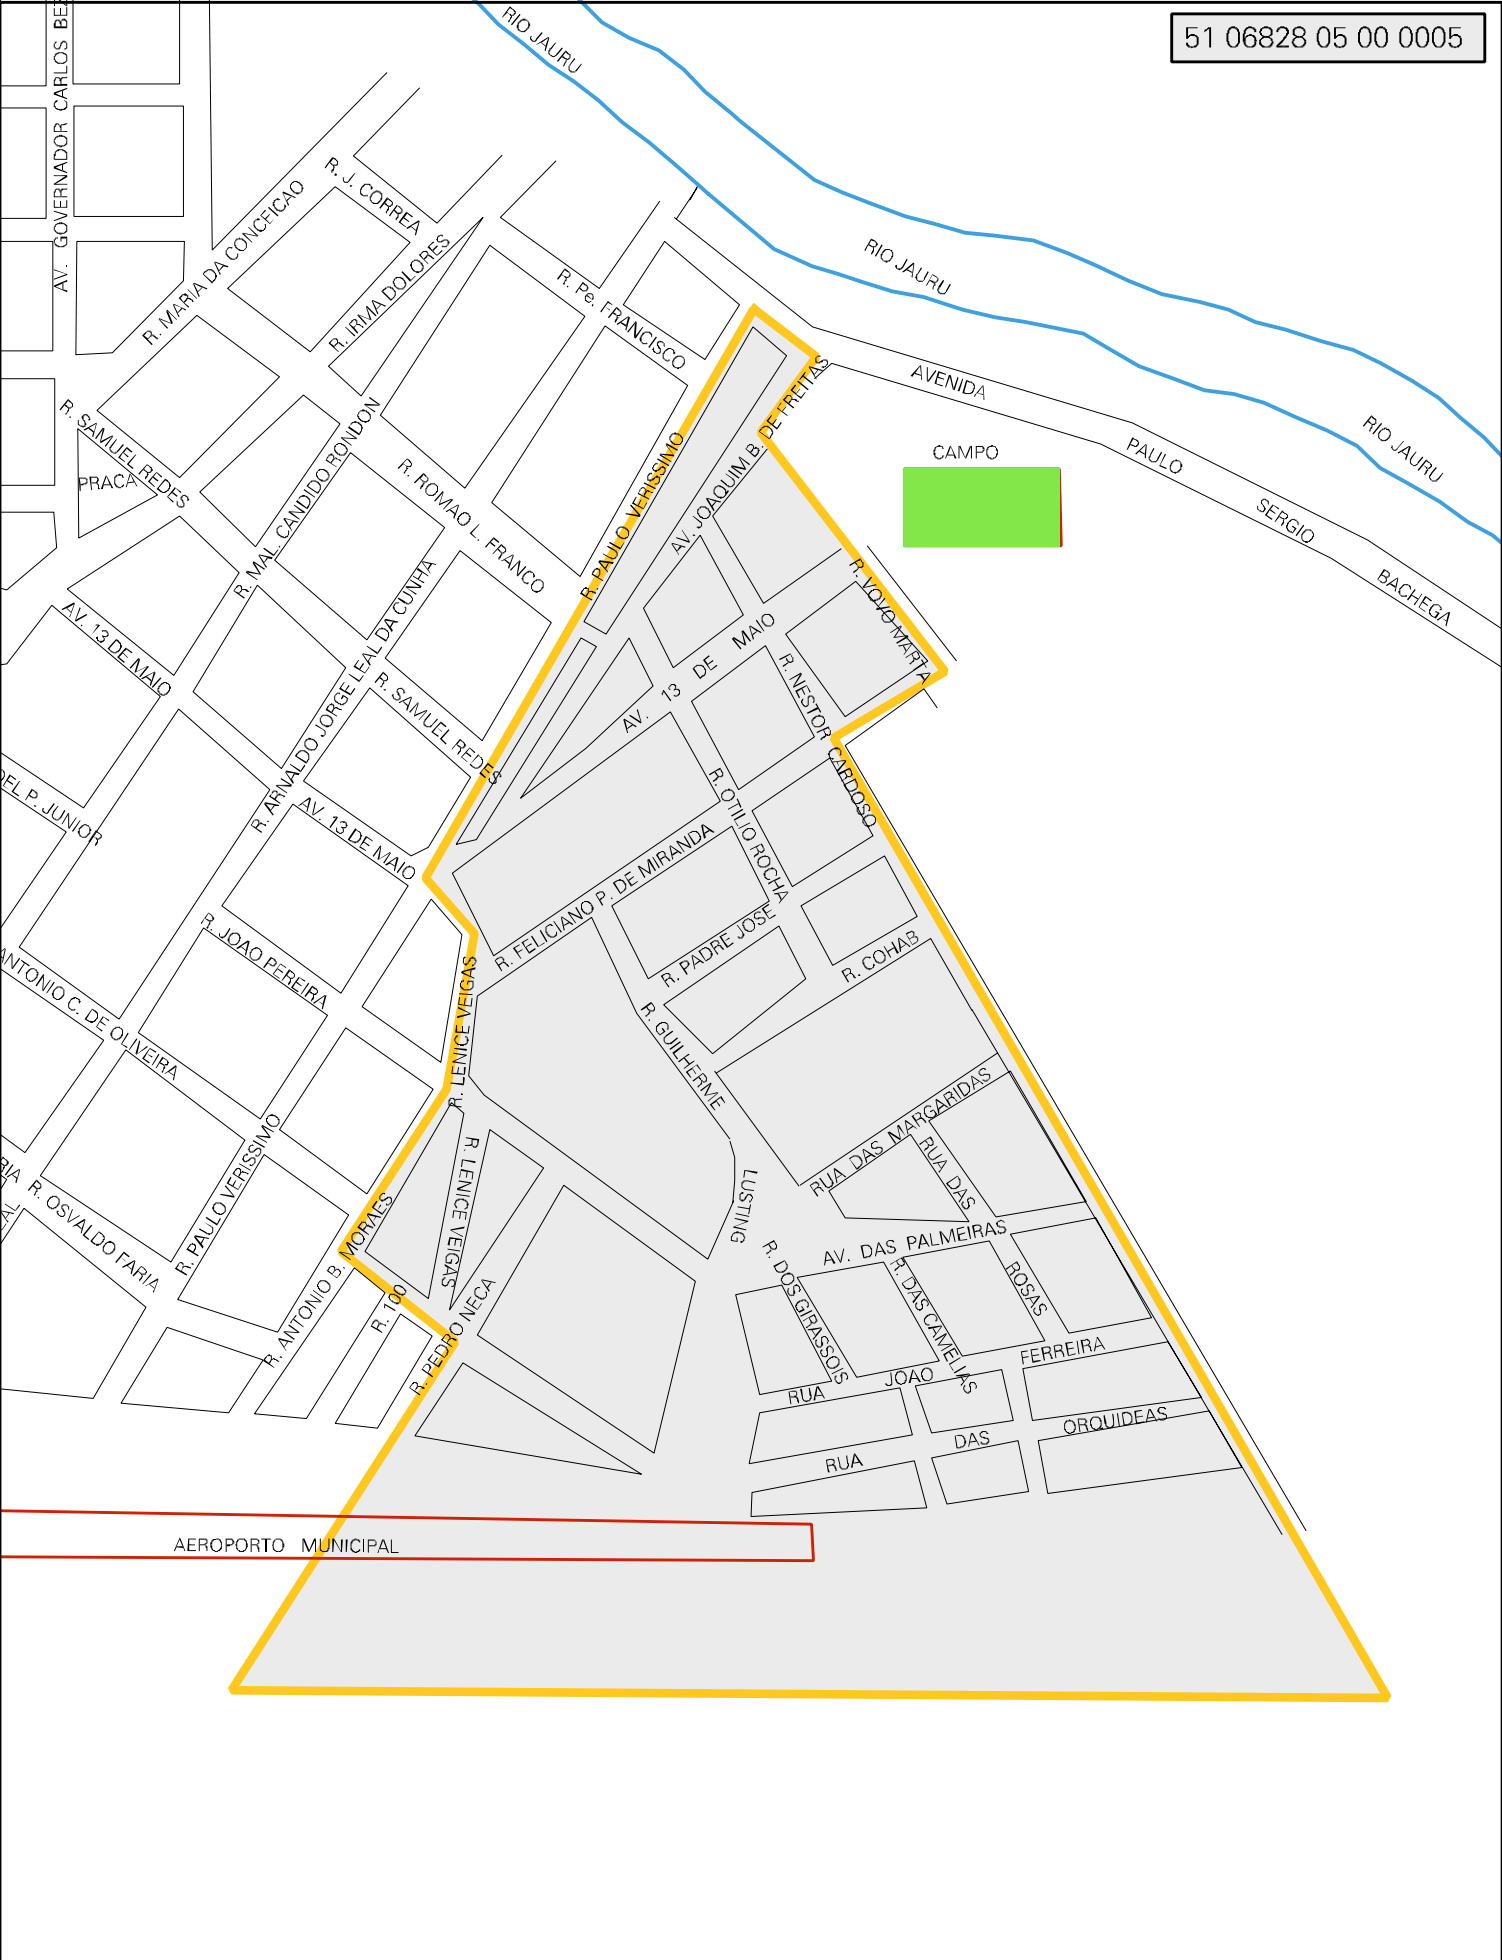 51 06828 05 00 0005
RIO JAURU
RIO JAURU
RIO JAURU
AV. GOVERNADOR CARLOS
R. J. CORREA
R. MARIA DA CONCEICAO
R. IRMA DOLORES
R. Pe. FRANCISCO
AVENIDA PAULO SERGIO BACHEGA
CAMPO
R. SAMUEL REDES
PRACA
R. MAL. CANDIDO RONDON
R. ROMAO L. FRANCO
R. PAULO VERISSIMO
AV. JOAQUIM B. DE FREITAS
R. VOVO MARTA
AV. 13 DE MAIO
AV. 13 DE MAIO
R. NESTOR CARDOSO
R. ARNALDO JORGE LEAL DA CUNHA
R. SAMUEL REDES
DEL P. JUNIOR
AV. 13 DE MAIO
R. OTILIO ROCHA
R. FELICIANO P. DE MIRANDA
R. PADRE JOSE
R. COHAB
R. JOAO PEREIRA
ANTONIO C. DE OLIVEIRA
R. LENICE VEIGAS
R. GUILHERME LUSTING
R. PAULO VERISSIMO
RIA
AL
R. OSVALDO FARIA
R. LENICE VEIGAS
RUA DAS MARGARIDAS
RUA DAS ROSAS
AV. DAS PALMEIRAS
R. ANTONIO B. MORAES
R. 100
R. PEDRO NECA
R. DOS GIRASSOIS
R. DAS CAMELIAS
RUA JOAO FERREIRA
RUA DAS ORQUIDEAS
AEROPORTO MUNICIPAL